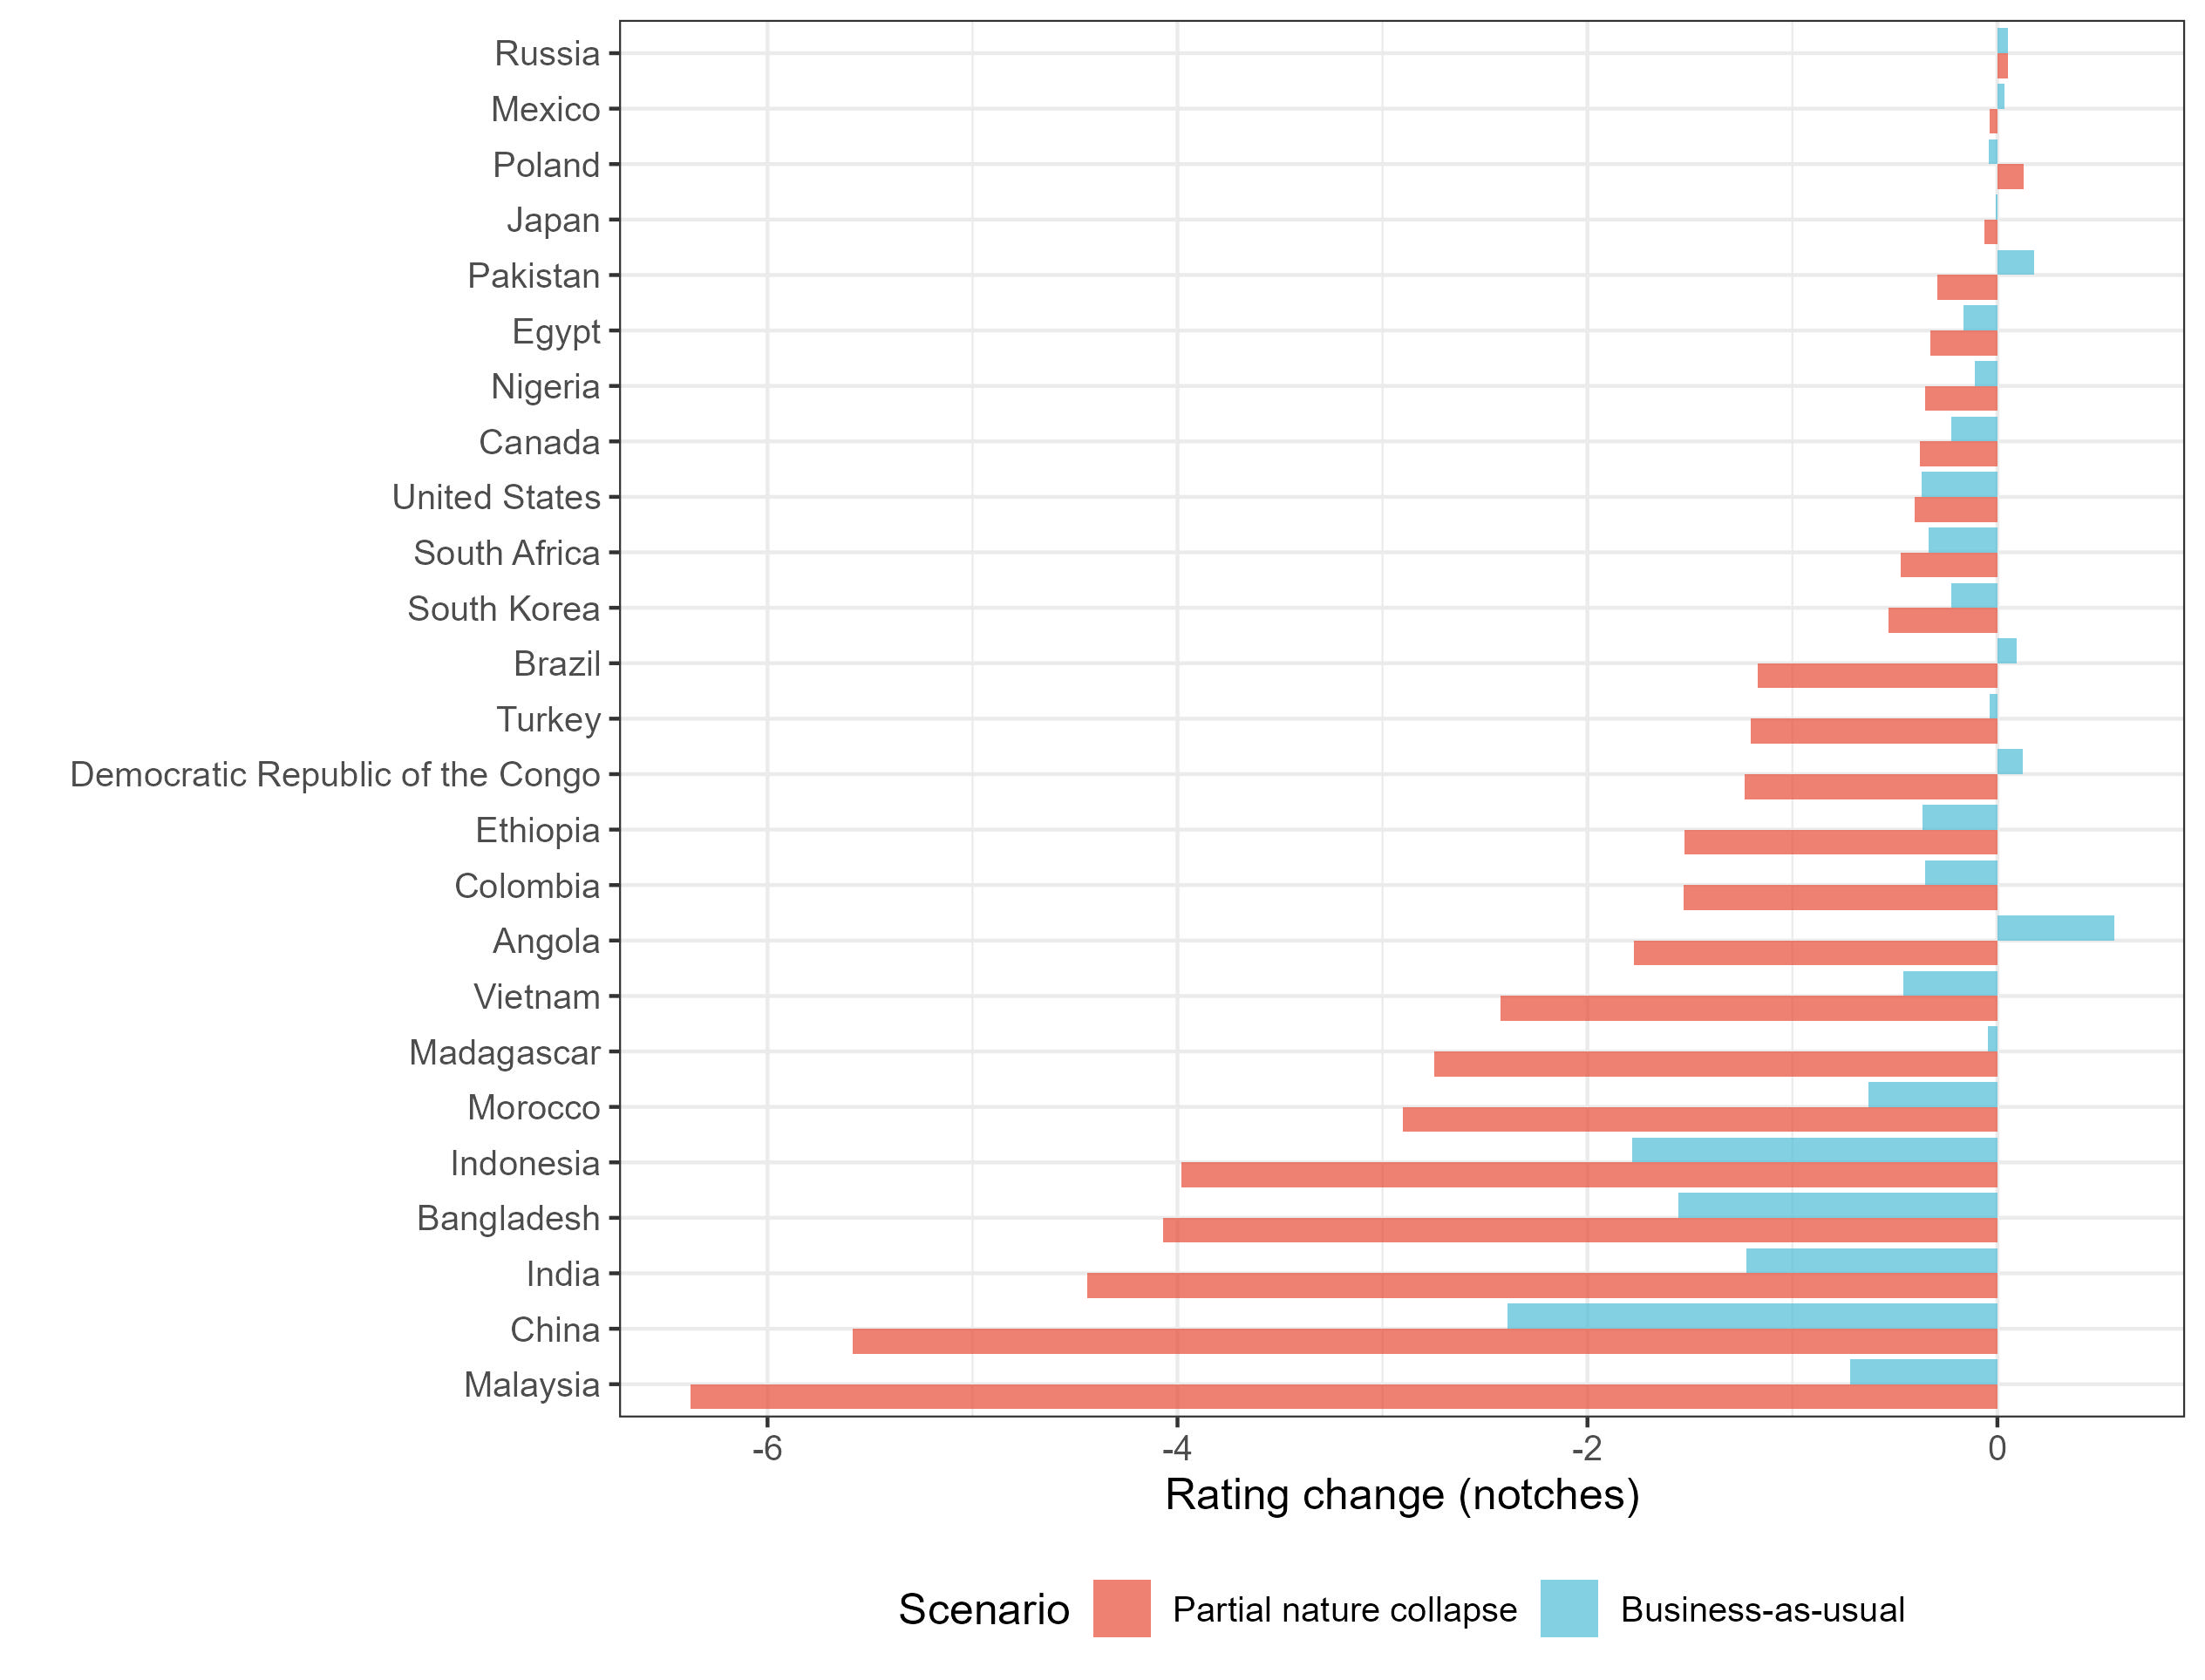 Russia
Mexico
Poland
Japan
Pakistan
Egypt
Nigeria
Canada
United States
South Africa
South Korea
Brazil
Turkey
Democratic Republic of the Congo
Ethiopia
Colombia
Angola
Vietnam
Madagascar
Morocco
Indonesia
Bangladesh
India
China
Malaysia
-6 -4 -2 0
Rating change (notches)
Scenario Partial nature collapse Business-as-usual